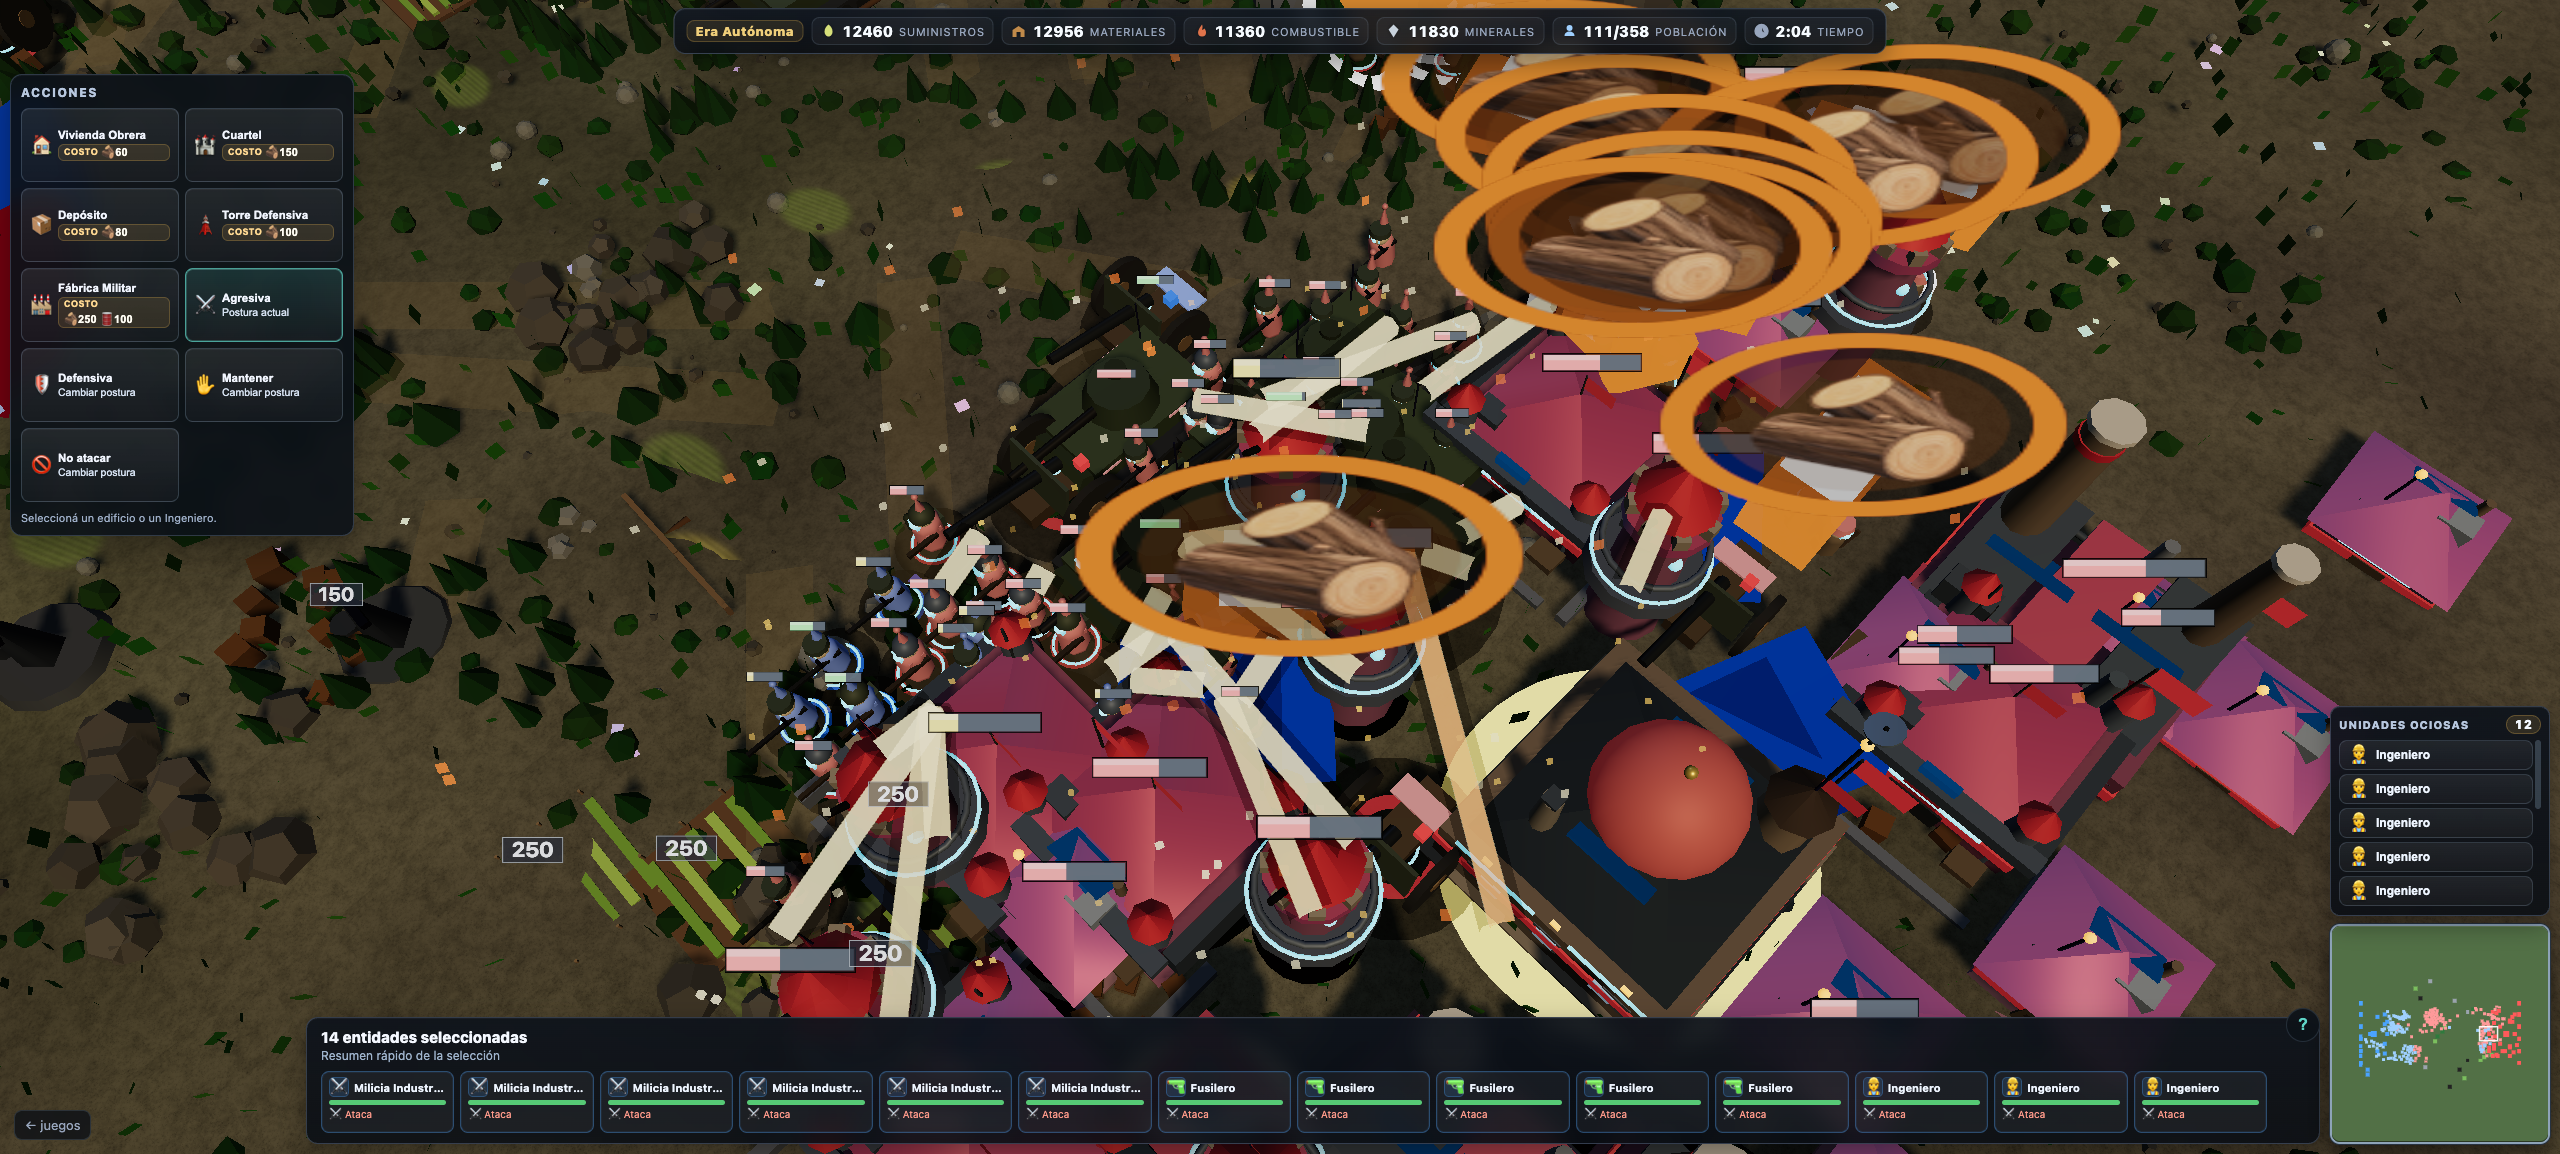 Era Autónoma
12460 SUMINISTROS
12956 MATERIALES
11360 COMBUSTIBLE
11830 MINERALES
111/358 POBLACIÓN
2:04 TIEMPO
ACCIONES
Vivienda Obrera
COSTO 60
Cuartel
COSTO 150
Depósito
COSTO 80
Torre Defensiva
COSTO 100
Fábrica Militar
COSTO
250 100
Agresiva
Postura actual
Defensiva
Cambiar postura
Mantener
Cambiar postura
No atacar
Cambiar postura
Seleccioná un edificio o un Ingeniero.
150
250
250
250
250
UNIDADES OCIOSAS 12
Ingeniero
Ingeniero
Ingeniero
Ingeniero
Ingeniero
14 entidades seleccionadas
Resumen rápido de la selección
?
Milicia Industr...
Ataca
Milicia Industr...
Ataca
Milicia Industr...
Ataca
Milicia Industr...
Ataca
Milicia Industr...
Ataca
Milicia Industr...
Ataca
Fusilero
Ataca
Fusilero
Ataca
Fusilero
Ataca
Fusilero
Ataca
Fusilero
Ataca
Ingeniero
Ataca
Ingeniero
Ataca
Ingeniero
Ataca
← juegos